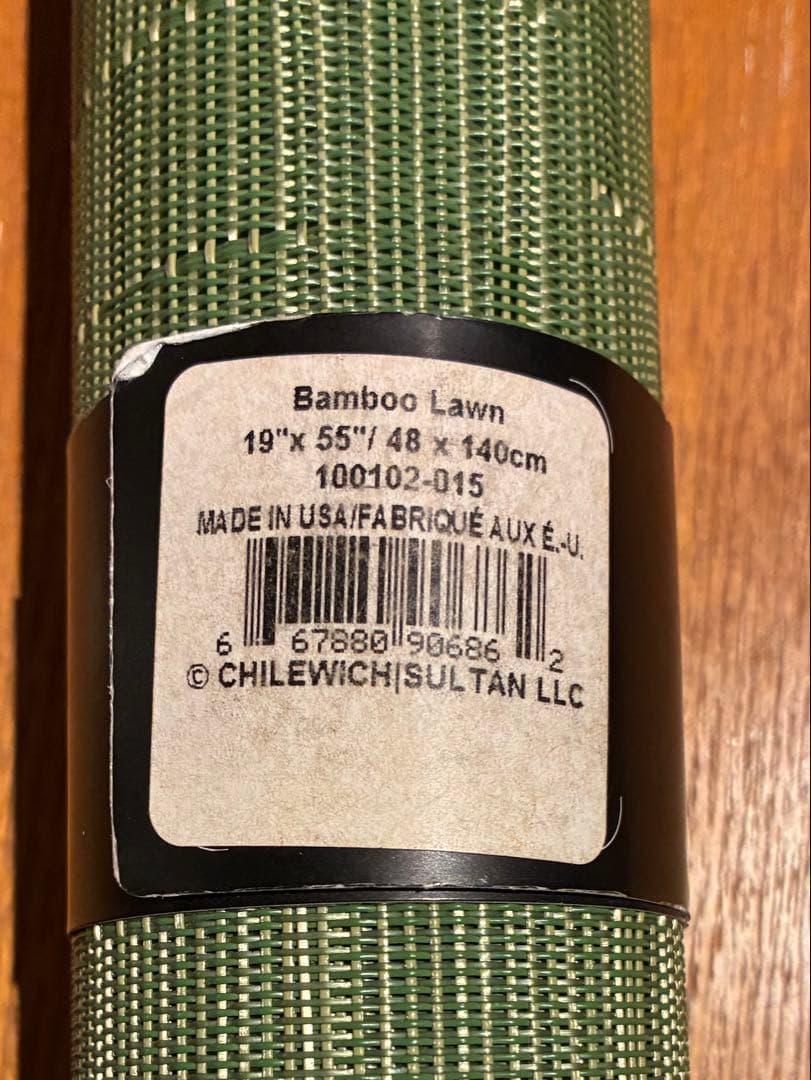 Bamboo Lawn
19"x 55"/ 48 x 140cm
100102-015
MADE IN USA/FABRIQUÉ AUX É.-U.
6 67880 90686 2
© CHILEWICH|SULTAN LLC